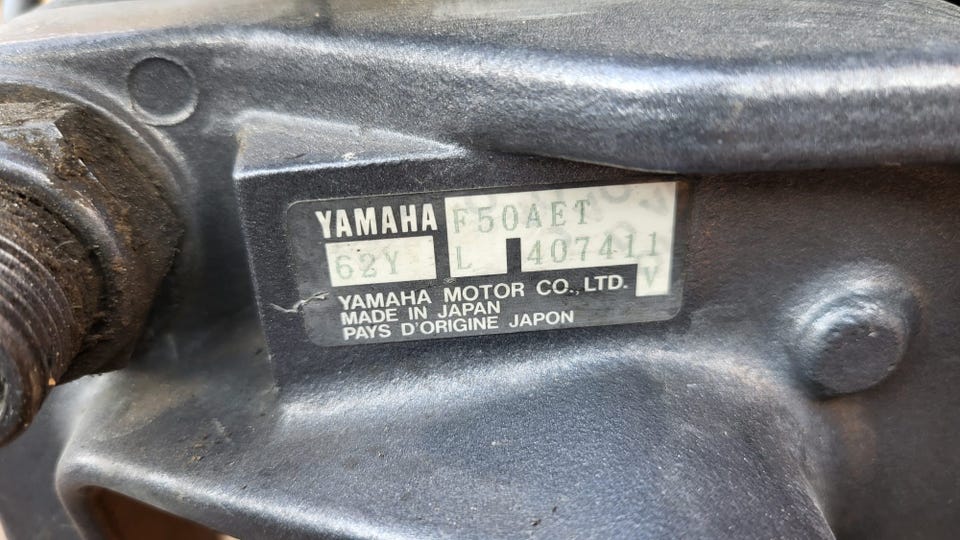 YAMAHA F50AET
62Y L 407411
V
YAMAHA MOTOR CO., LTD.
MADE IN JAPAN
PAYS D'ORIGINE JAPON